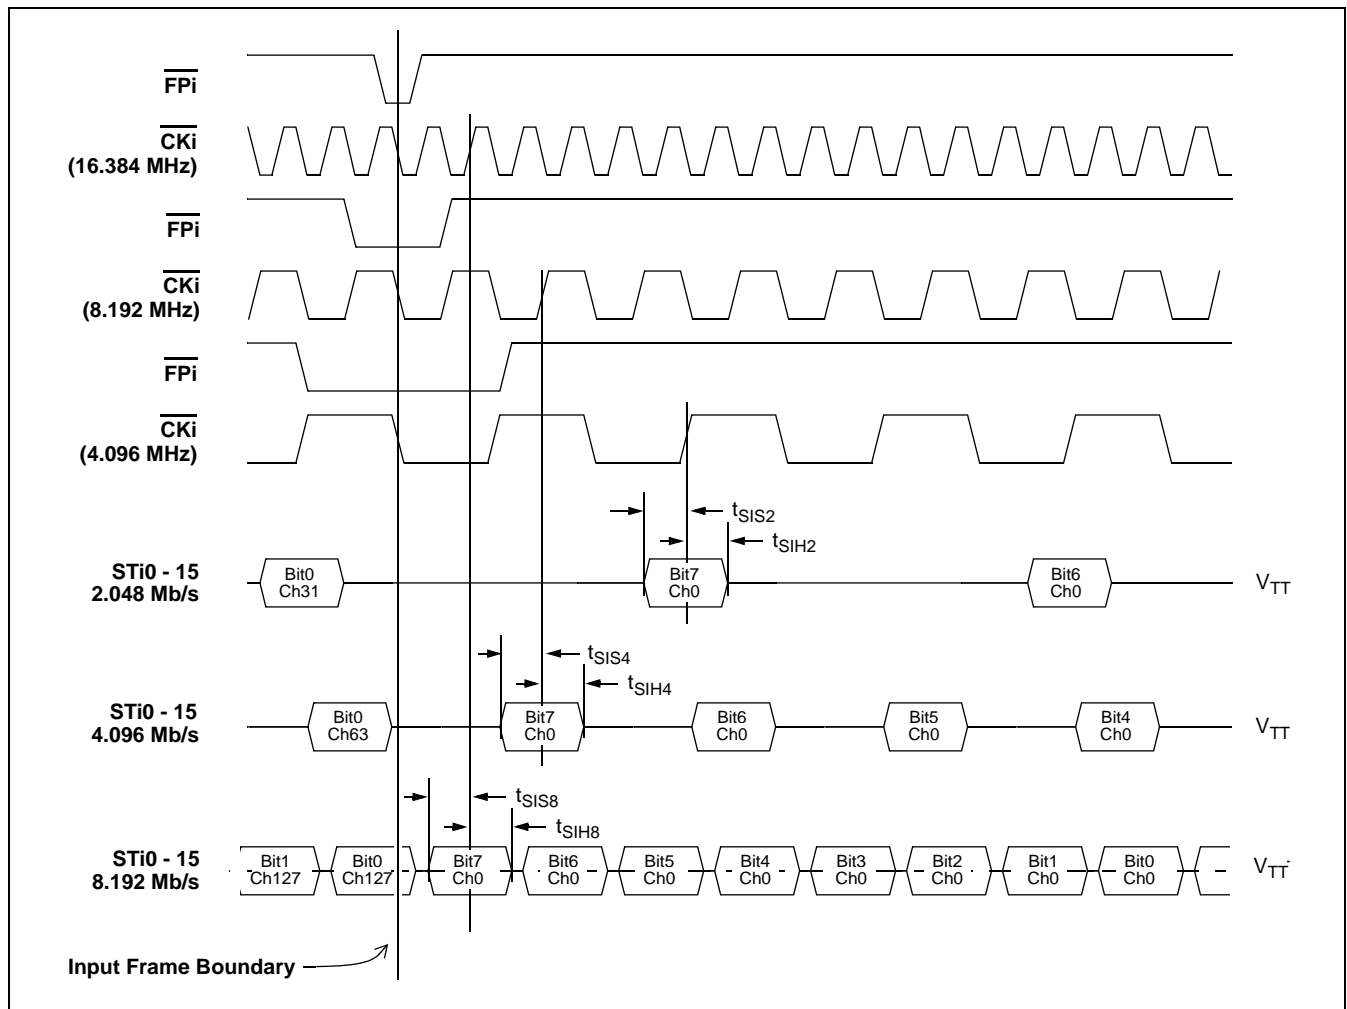 FPi
CKi
(16.384 MHz)
FPi
CKi
(8.192 MHz)
FPi
CKi
(4.096 MHz)
tSIS2
tSIH2
STi0 - 15
2.048 Mb/s
Bit0
Ch31
Bit7
Ch0
Bit6
Ch0
VTT
tSIS4
tSIH4
STi0 - 15
4.096 Mb/s
Bit0
Ch63
Bit7
Ch0
Bit6
Ch0
Bit5
Ch0
Bit4
Ch0
VTT
tSIS8
tSIH8
STi0 - 15
8.192 Mb/s
Bit1
Ch127
Bit0
Ch127
Bit7
Ch0
Bit6
Ch0
Bit5
Ch0
Bit4
Ch0
Bit3
Ch0
Bit2
Ch0
Bit1
Ch0
Bit0
Ch0
VTT
Input Frame Boundary